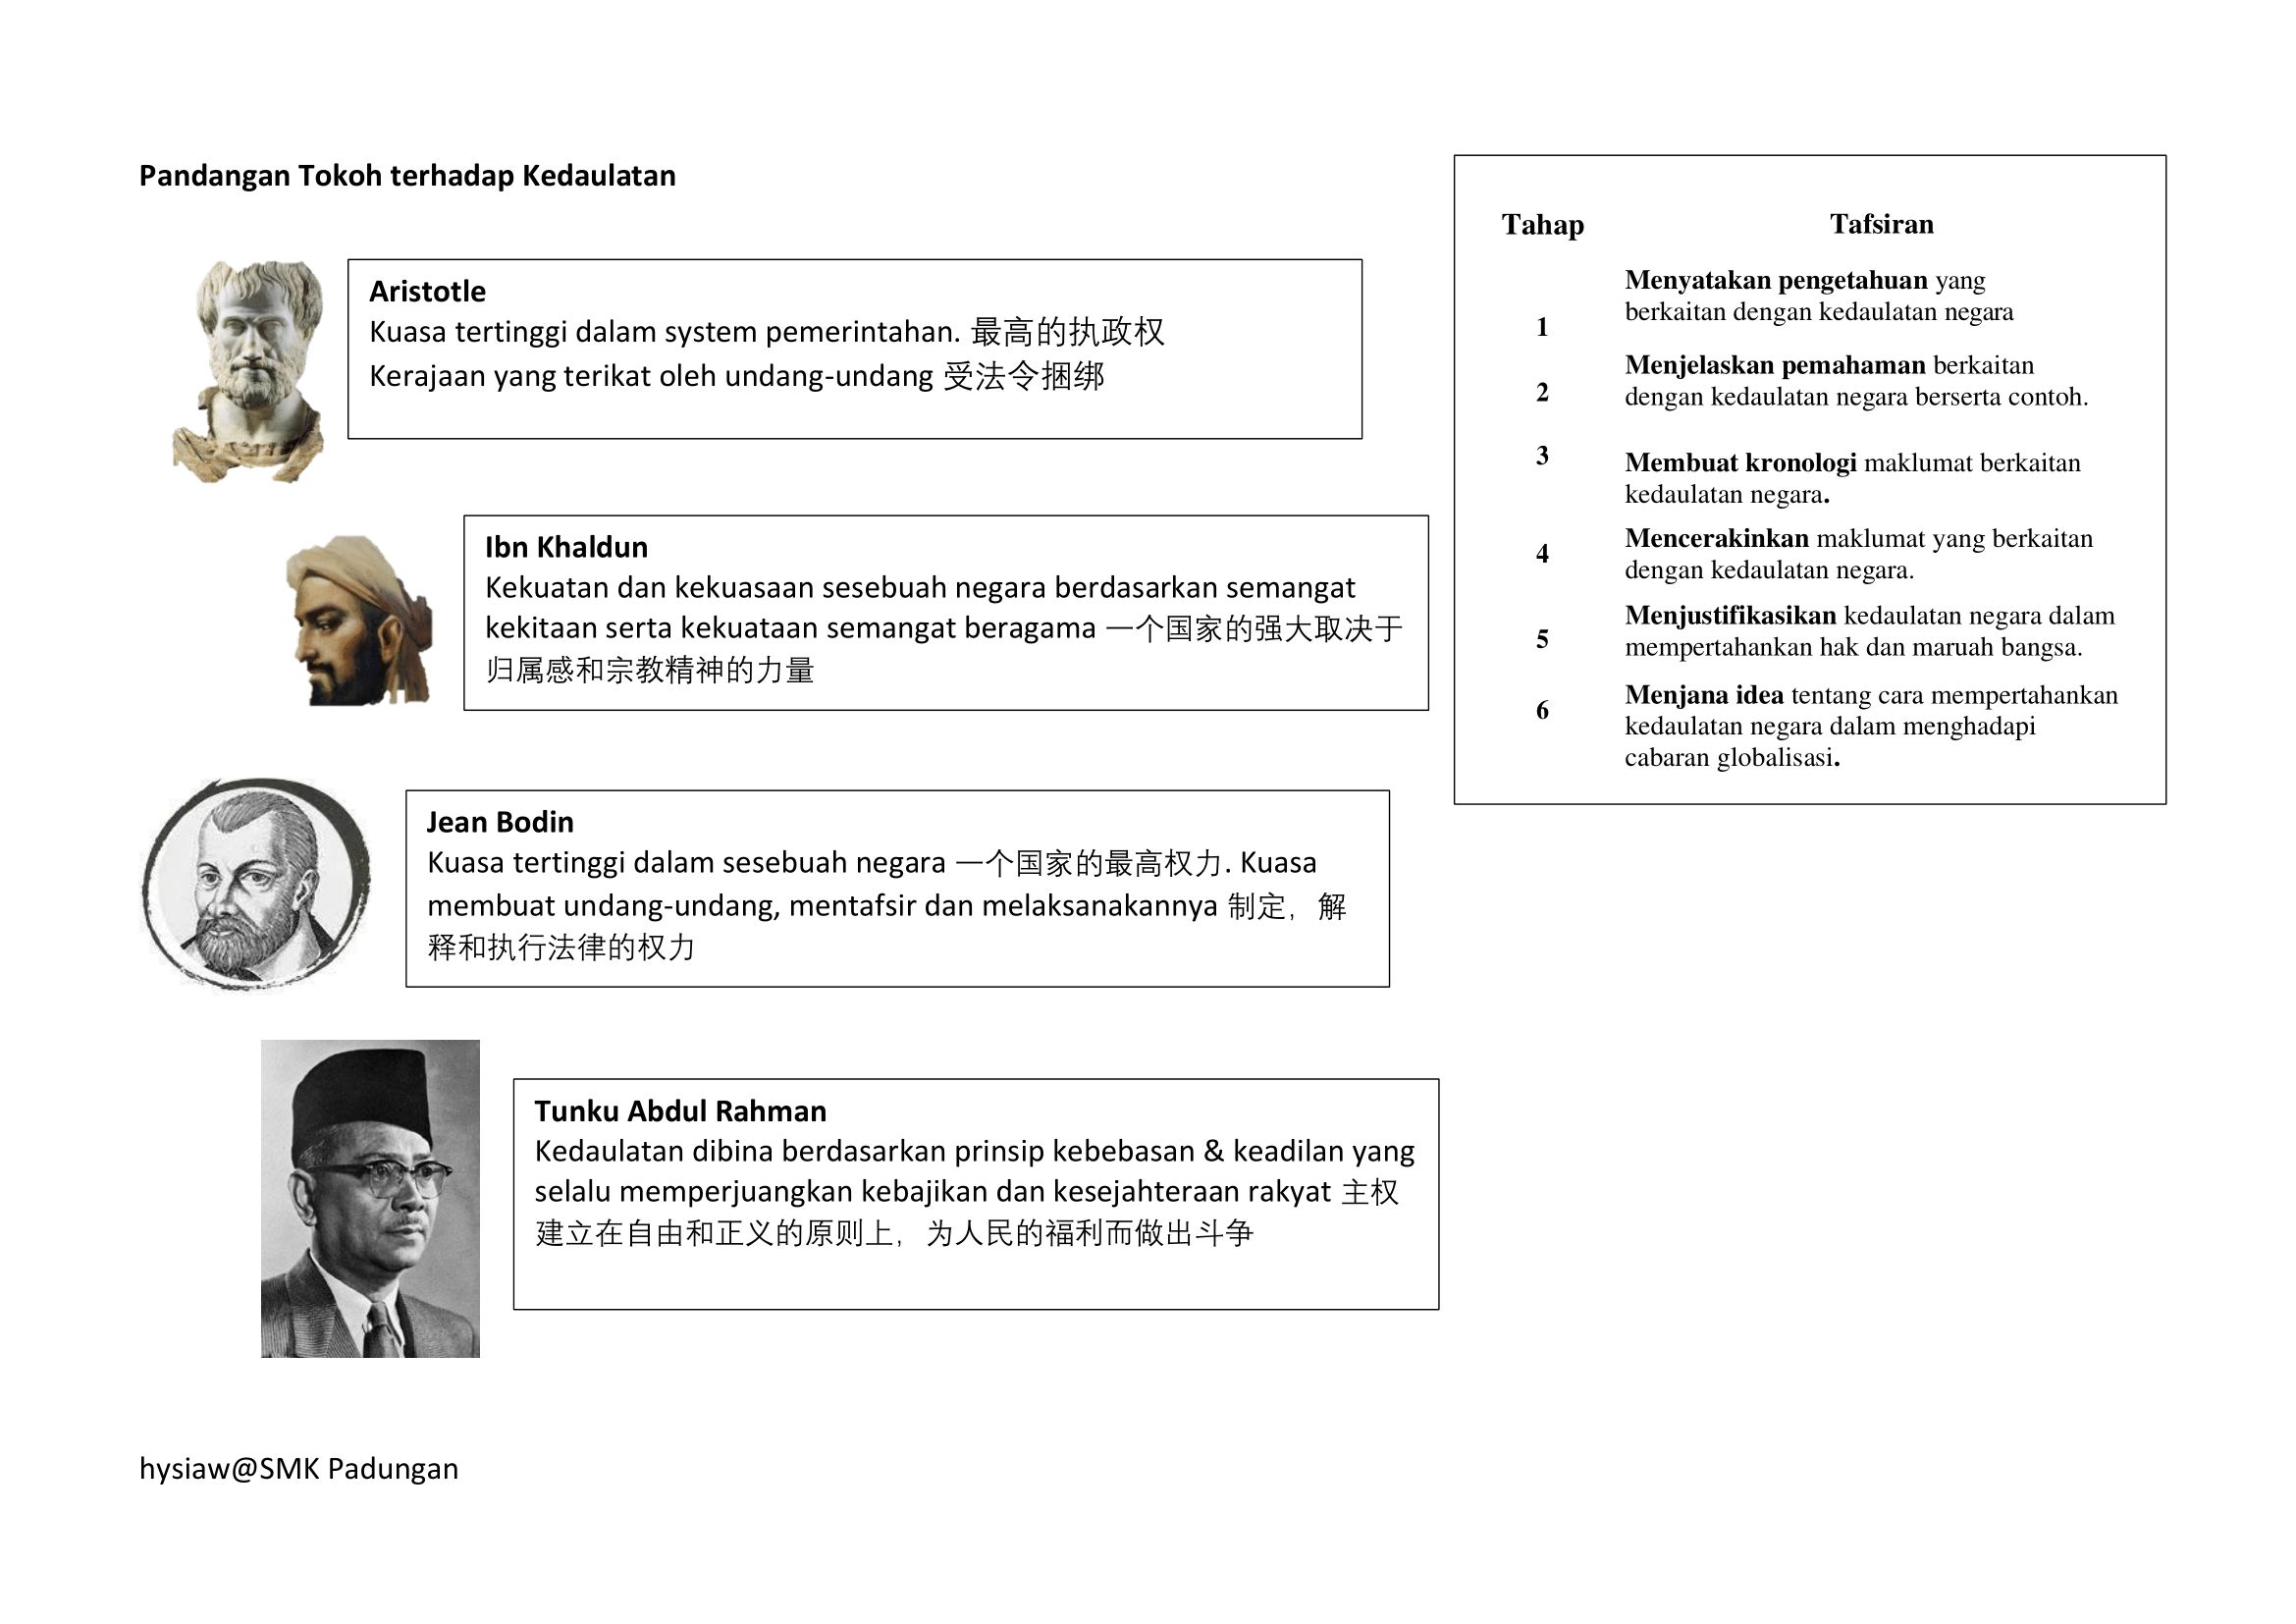 Pandangan Tokoh terhadap Kedaulatan
Aristotle
Kuasa tertinggi dalam system pemerintahan. 最高的执政权
Kerajaan yang terikat oleh undang-undang 受法令捆绑
Ibn Khaldun
Kekuatan dan kekuasaan sesebuah negara berdasarkan semangat
kekitaan serta kekuataan semangat beragama 一个国家的强大取决于
归属感和宗教精神的力量
Jean Bodin
Kuasa tertinggi dalam sesebuah negara 一个国家的最高权力. Kuasa
membuat undang-undang, mentafsir dan melaksanakannya 制定，解
释和执行法律的权力
Tunku Abdul Rahman
Kedaulatan dibina berdasarkan prinsip kebebasan & keadilan yang
selalu memperjuangkan kebajikan dan kesejahteraan rakyat 主权
建立在自由和正义的原则上，为人民的福利而做出斗争
Tahap Tafsiran
Menyatakan pengetahuan yang
berkaitan dengan kedaulatan negara
1
Menjelaskan pemahaman berkaitan
2 dengan kedaulatan negara berserta contoh.
3 Membuat kronologi maklumat berkaitan
kedaulatan negara.
Mencerakinkan maklumat yang berkaitan
4 dengan kedaulatan negara.
Menjustifikasikan kedaulatan negara dalam
5 mempertahankan hak dan maruah bangsa.
Menjana idea tentang cara mempertahankan
6 kedaulatan negara dalam menghadapi
cabaran globalisasi.
hysiaw@SMK Padungan